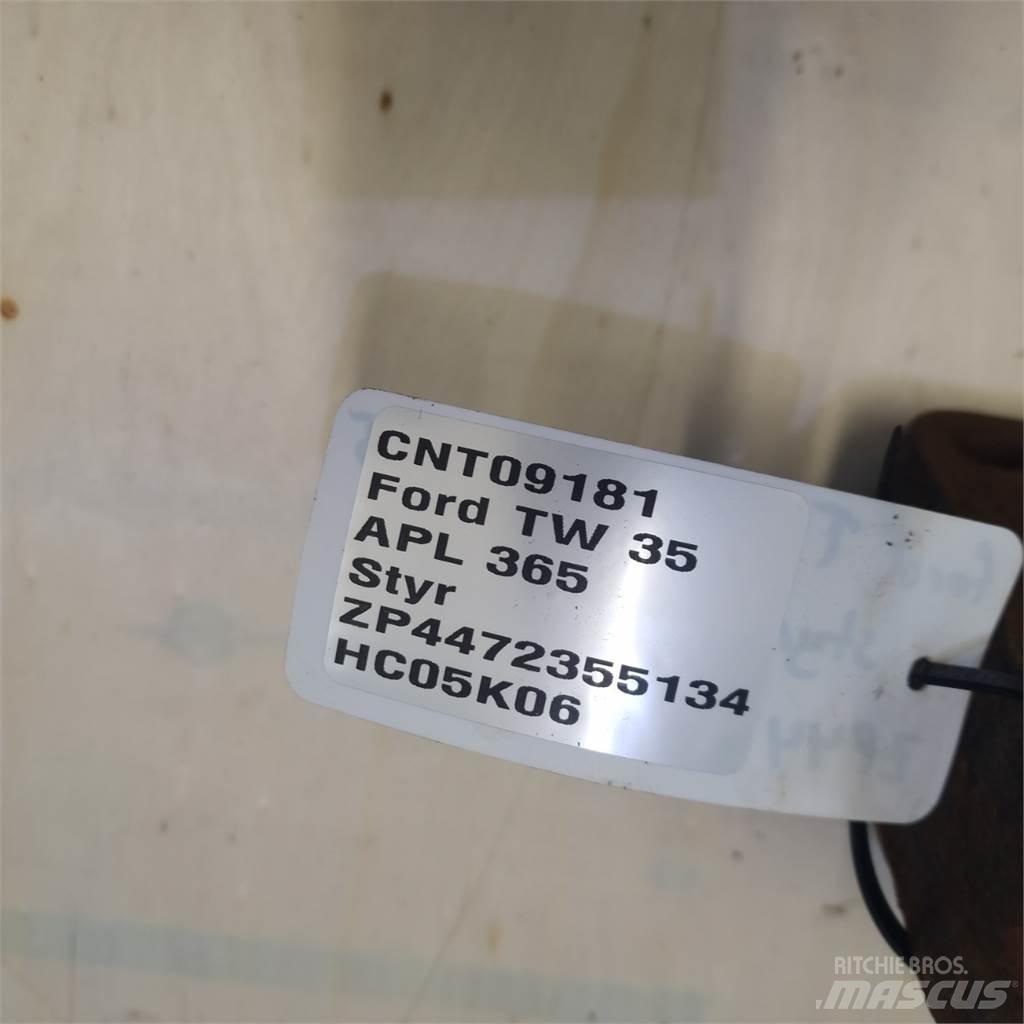 CNT09181
Ford TW 35
APL 365
Styr
ZP4472355134
HC05K06
RITCHIE BROS.
MASCUS